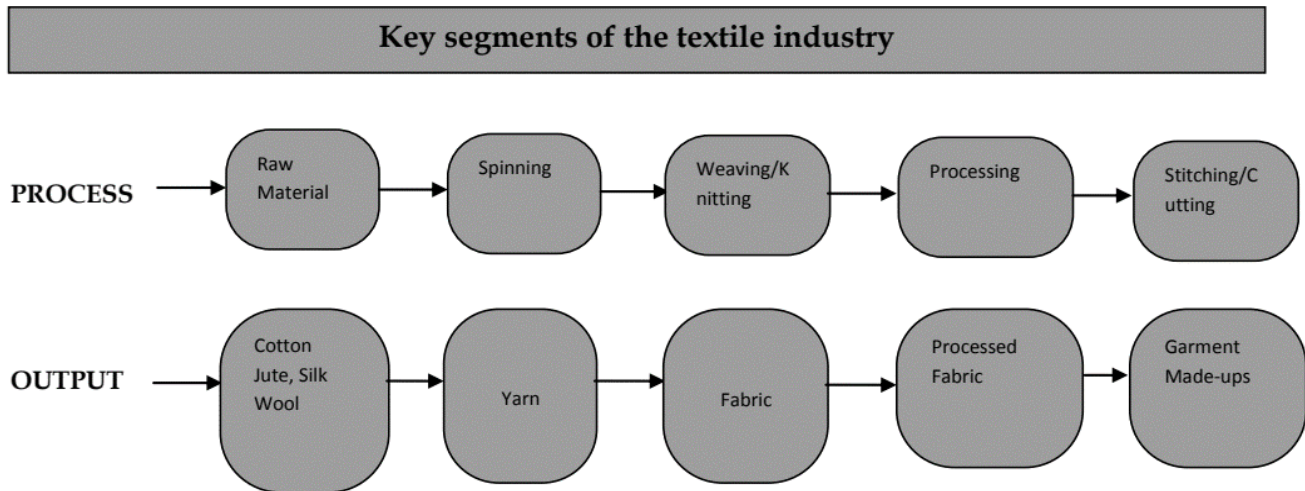 Key segments of the textile industry
PROCESS
Raw
Material
Spinning
Weaving/K
nitting
Processing
Stitching/C
utting
OUTPUT
Cotton
Jute, Silk
Wool
Yarn
Fabric
Processed
Fabric
Garment
Made-ups